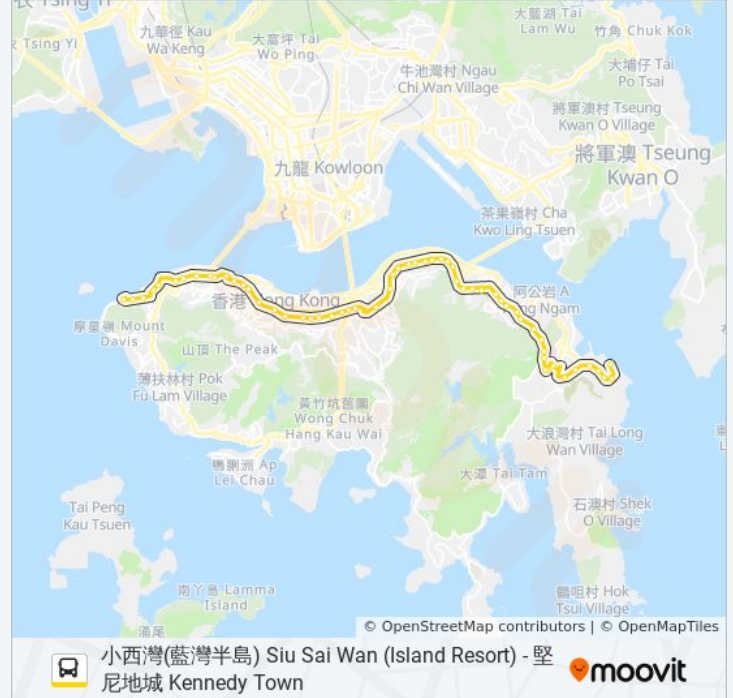 Tsing Yi
Tsing Yi
九華徑 Kau
Wa Keng
大富坪 Tai
Wo Ping
大藍湖 Tai
Lam Wu
竹角 Chuk Kok
牛池灣村 Ngau
Chi Wan Village
大埔仔 Tai
Po Tsai
將軍澳村 Tseung
Kwan O Village
將軍澳 Tseung
Kwan O
九龍 Kowloon
茶果嶺村 Cha
Kwo Ling Tsuen
香港
ong Kong
阿公岩 A
ng Ngam
摩星嶺 Mount
Davis
山頂 The Peak
薄扶林村 Pok
Fu Lam Village
黃竹坑舊圍
Wong Chuk
Hang Kau Wai
大浪灣村 Tai Long
Wan Village
鴨脷洲 Ap
Lei Chau
大潭 Tai Tam
石澳村 Shek
O Village
Tai Peng
Kau Tsuen
南丫島 Lamma
Island
鶴咀村 Hok
Tsui Village
© OpenStreetMap contributors | © OpenMapTiles
小西灣(藍灣半島) Siu Sai Wan (Island Resort) - 堅
尼地城 Kennedy Town
moovit